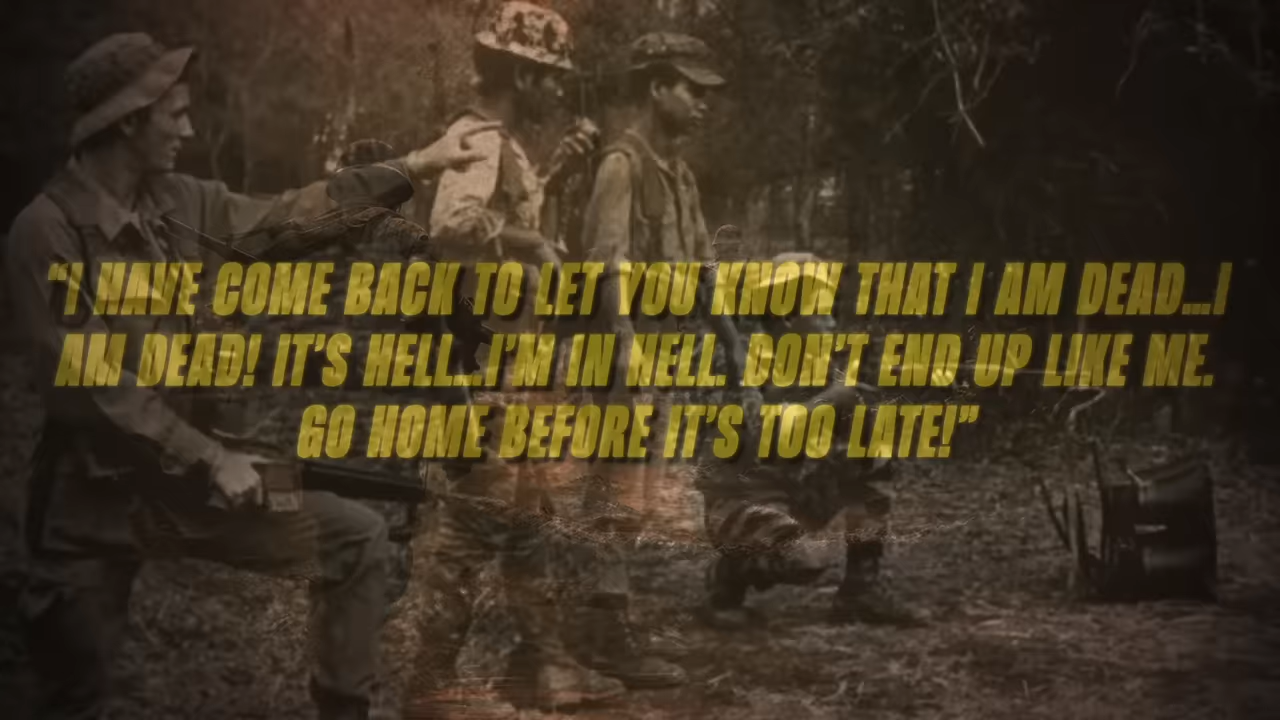 “I HAVE COME BACK TO LET YOU KNOW THAT I AM DEAD...I
AM DEAD! IT’S HELL...I’M IN HELL. DON’T END UP LIKE ME.
GO HOME BEFORE IT’S TOO LATE!”